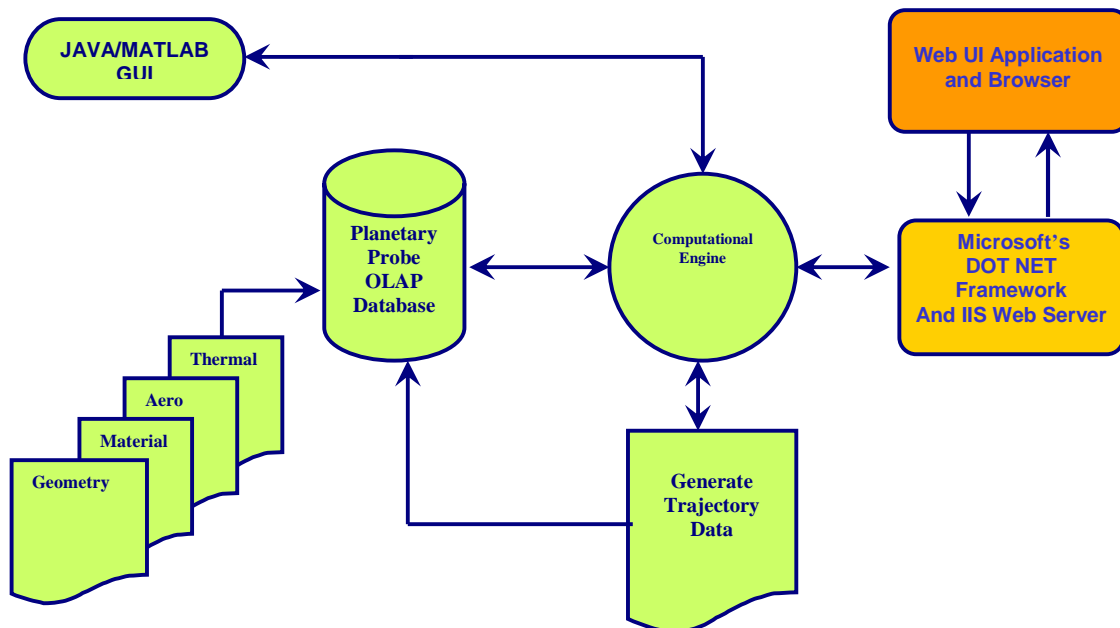 JAVA/MATLAB
GUI
Web UI Application
and Browser
Planetary
Probe
OLAP
Database
Computational
Engine
Microsoft's
DOT NET
Framework
And IIS Web Server
Thermal
Aero
Material
Geometry
Generate
Trajectory
Data